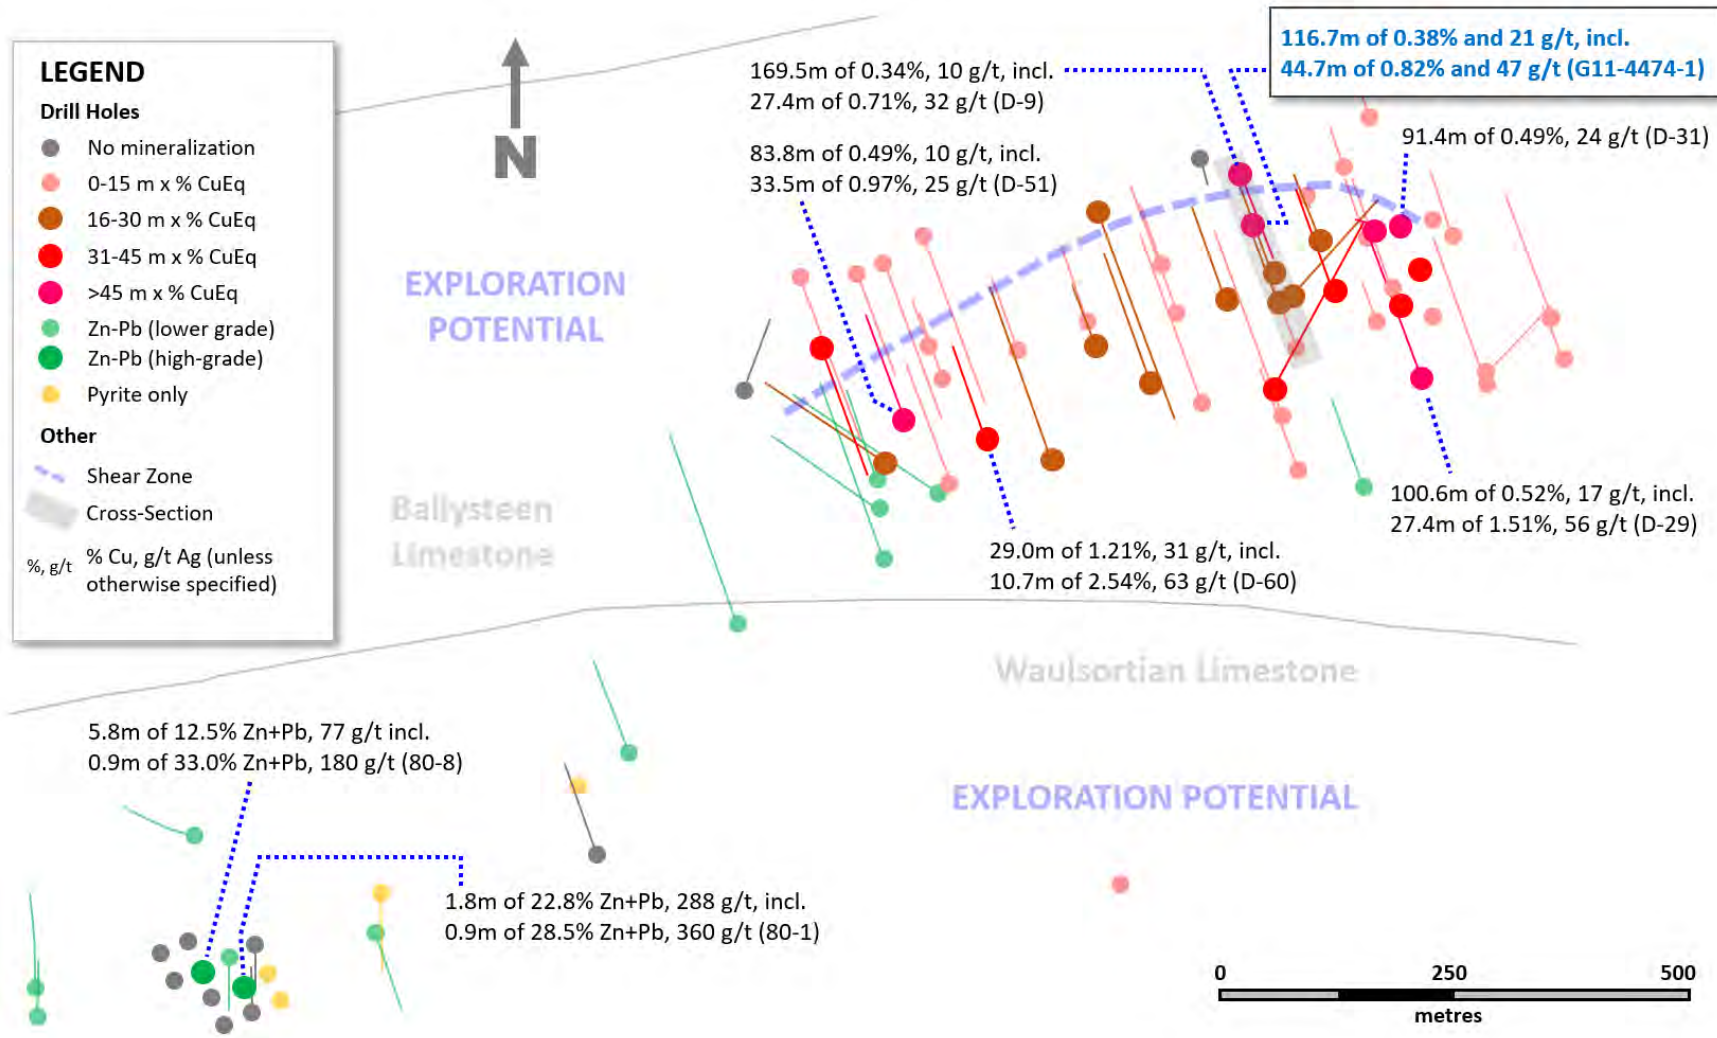 LEGEND
Drill Holes
No mineralization
0-15 m x % CuEq
16-30 m x % CuEq
31-45 m x % CuEq
>45 m x % CuEq
Zn-Pb (lower grade)
Zn-Pb (high-grade)
Pyrite only
Other
Shear Zone
Cross-Section
%, g/t
% Cu, g/t Ag (unless
otherwise specified)
N
169.5m of 0.34%, 10 g/t, incl.
27.4m of 0.71%, 32 g/t (D-9)
83.8m of 0.49%, 10 g/t, incl.
33.5m of 0.97%, 25 g/t (D-51)
116.7m of 0.38% and 21 g/t, incl.
44.7m of 0.82% and 47 g/t (G11-4474-1)
91.4m of 0.49%, 24 g/t (D-31)
EXPLORATION
POTENTIAL
Ballysteen
Limestone
29.0m of 1.21%, 31 g/t, incl.
10.7m of 2.54%, 63 g/t (D-60)
100.6m of 0.52%, 17 g/t, incl.
27.4m of 1.51%, 56 g/t (D-29)
Waulsortian Limestone
5.8m of 12.5% Zn+Pb, 77 g/t incl.
0.9m of 33.0% Zn+Pb, 180 g/t (80-8)
EXPLORATION POTENTIAL
1.8m of 22.8% Zn+Pb, 288 g/t, incl.
0.9m of 28.5% Zn+Pb, 360 g/t (80-1)
0 250 500
metres